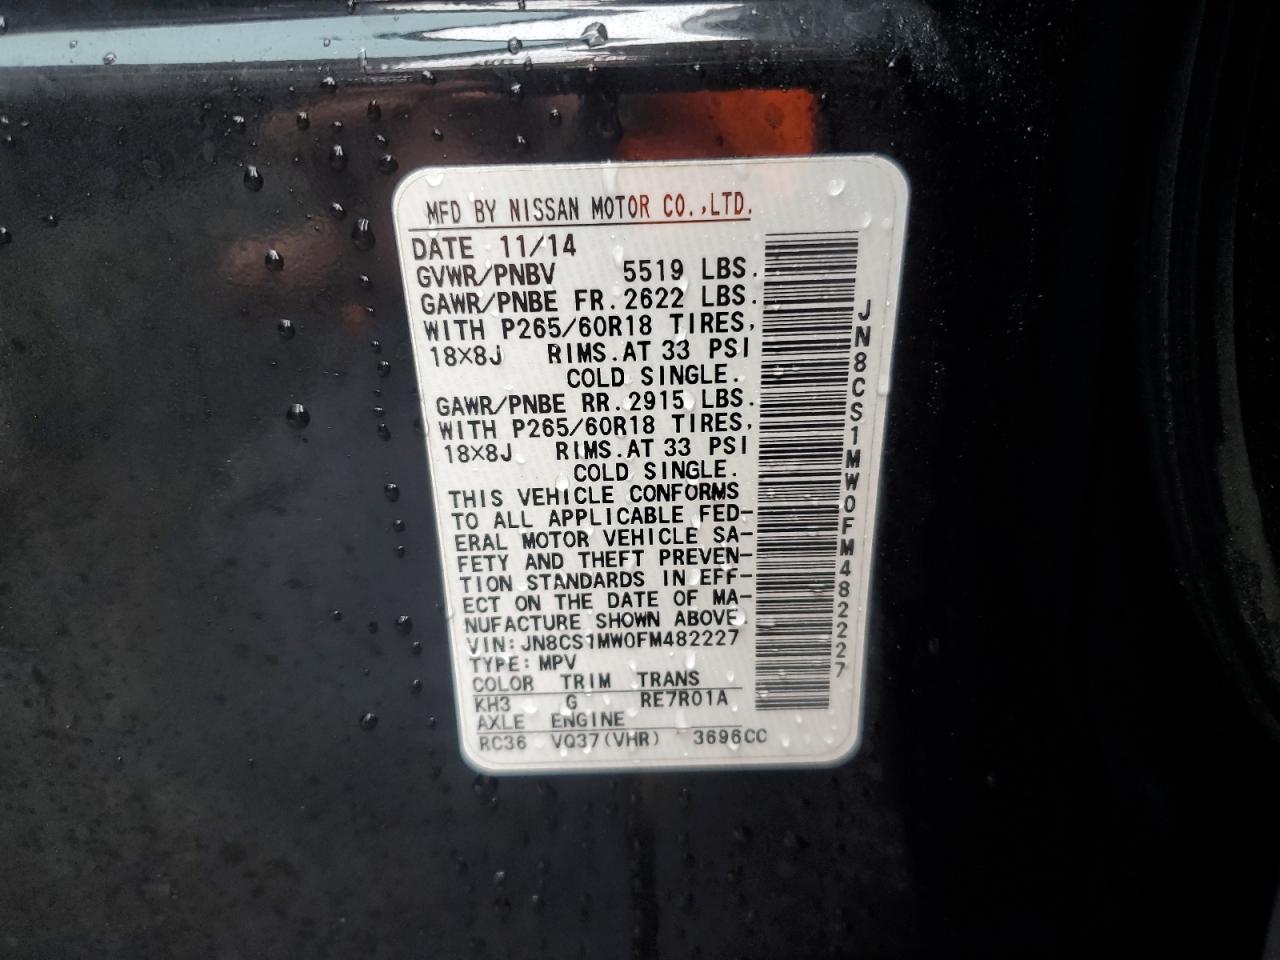 MFD BY NISSAN MOTOR CO.,LTD.
DATE 11/14
GVWR/PNBV 5519 LBS.
GAWR/PNBE FR.2622 LBS.
WITH P265/60R18 TIRES,
18X8J RIMS.AT 33 PSI
COLD SINGLE.
GAWR/PNBE RR.2915 LBS.
WITH P265/60R18 TIRES,
18X8J RIMS.AT 33 PSI
COLD SINGLE.
THIS VEHICLE CONFORMS
TO ALL APPLICABLE FED-
ERAL MOTOR VEHICLE SA-
FETY AND THEFT PREVEN-
TION STANDARDS IN EFF-
ECT ON THE DATE OF MA-
NUFACTURE SHOWN ABOVE.
VIN:JN8CS1MW0FM482227
TYPE:MPV
COLOR TRIM TRANS
KH3 G RE7R01A
AXLE ENGINE
RC36 VQ37(VHR) 3696CC
JN8CS1MW0FM482227